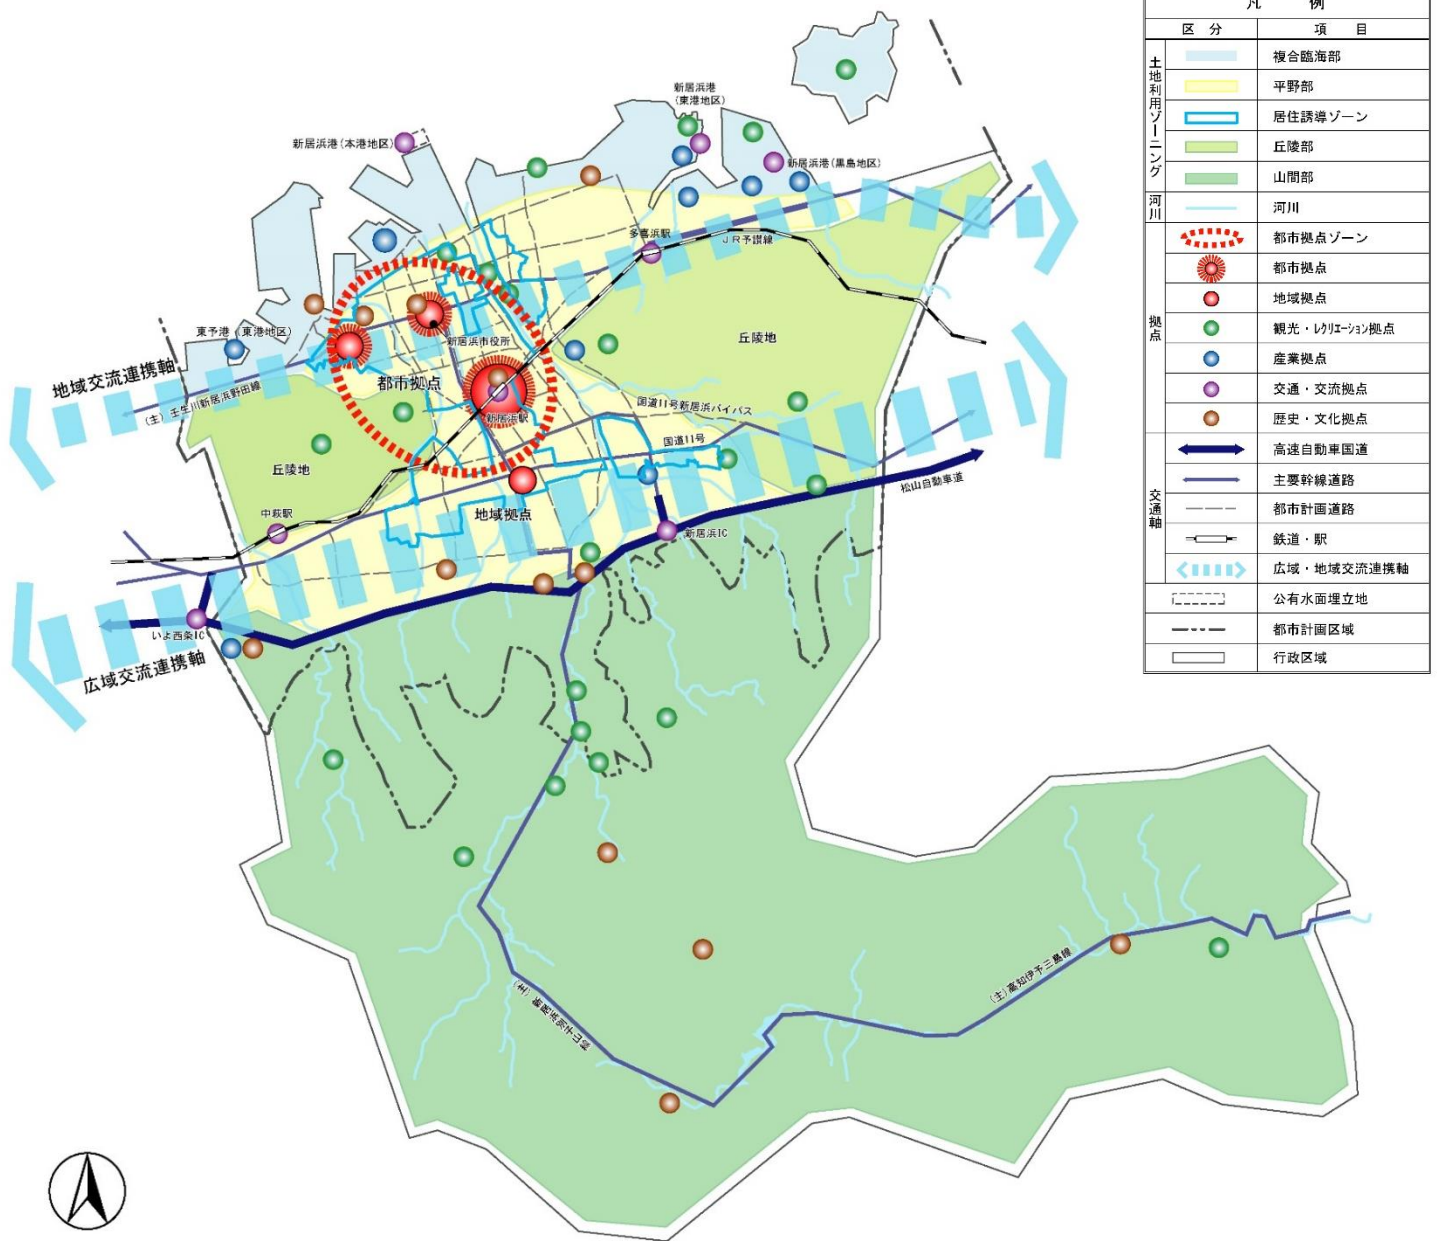 凡 例
区 分 項 目
土地利用ゾーニング
複合臨海部
平野部
居住誘導ゾーン
丘陵部
山間部
河川
河川
拠点
都市拠点ゾーン
都市拠点
地域拠点
観光・レクリエーション拠点
産業拠点
交通・交流拠点
歴史・文化拠点
交通軸
高速自動車国道
主要幹線道路
都市計画道路
鉄道・駅
広域・地域交流連携軸
公有水面埋立地
都市計画区域
行政区域
新居浜港
(東港地区)
新居浜港(本港地区)
新居浜港(黒島地区)
多喜浜駅
JR予讃線
東予港(東港地区)
新居浜市役所
丘陵地
地域交流連携軸
都市拠点
(主)壬生川新居浜野田線
国道11号新居浜バイパス
新居浜駅
国道11号
丘陵地
松山自動車道
中萩駅
地域拠点
新居浜IC
いよ西条IC
広域交流連携軸
(主)新居浜別子山線
(主)高知伊予三島線